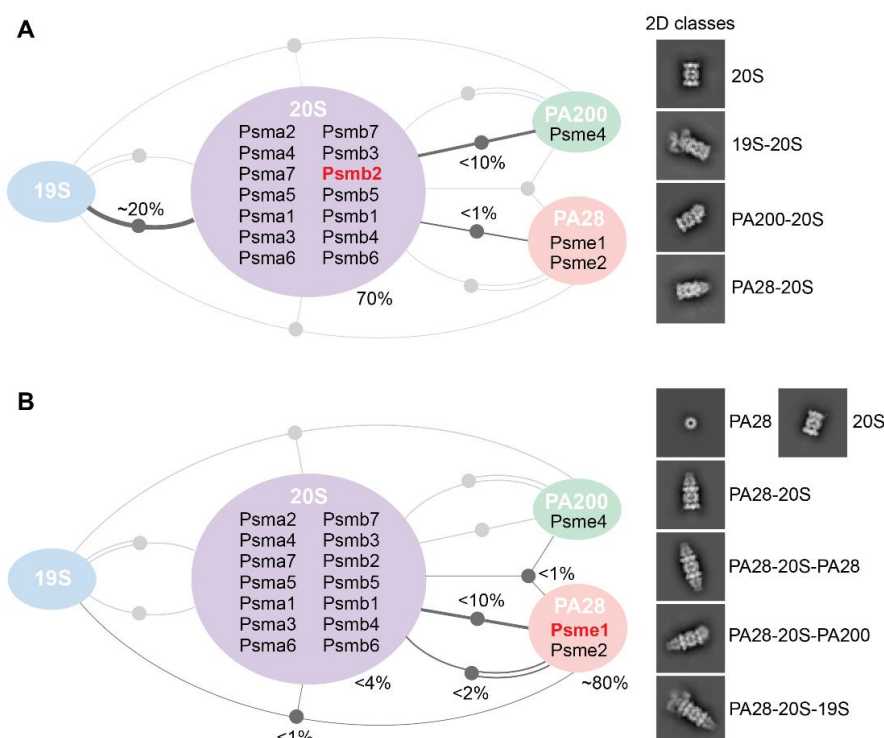 A
2D classes
20S
Psma2 Psmb7
Psma4 Psmb3
Psma7 Psmb2
Psma5 Psmb5
Psma1 Psmb1
Psma3 Psmb4
Psma6 Psmb6
70%
19S
~20%
PA200
Psme4
<10%
<1%
PA28
Psme1
Psme2
20S
19S-20S
PA200-20S
PA28-20S
B
20S
Psma2 Psmb7
Psma4 Psmb3
Psma7 Psmb2
Psma5 Psmb5
Psma1 Psmb1
Psma3 Psmb4
Psma6 Psmb6
<4%
19S
PA200
Psme4
<1%
<10%
PA28
Psme1
Psme2
~80%
<2%
<1%
PA28 20S
PA28-20S
PA28-20S-PA28
PA28-20S-PA200
PA28-20S-19S